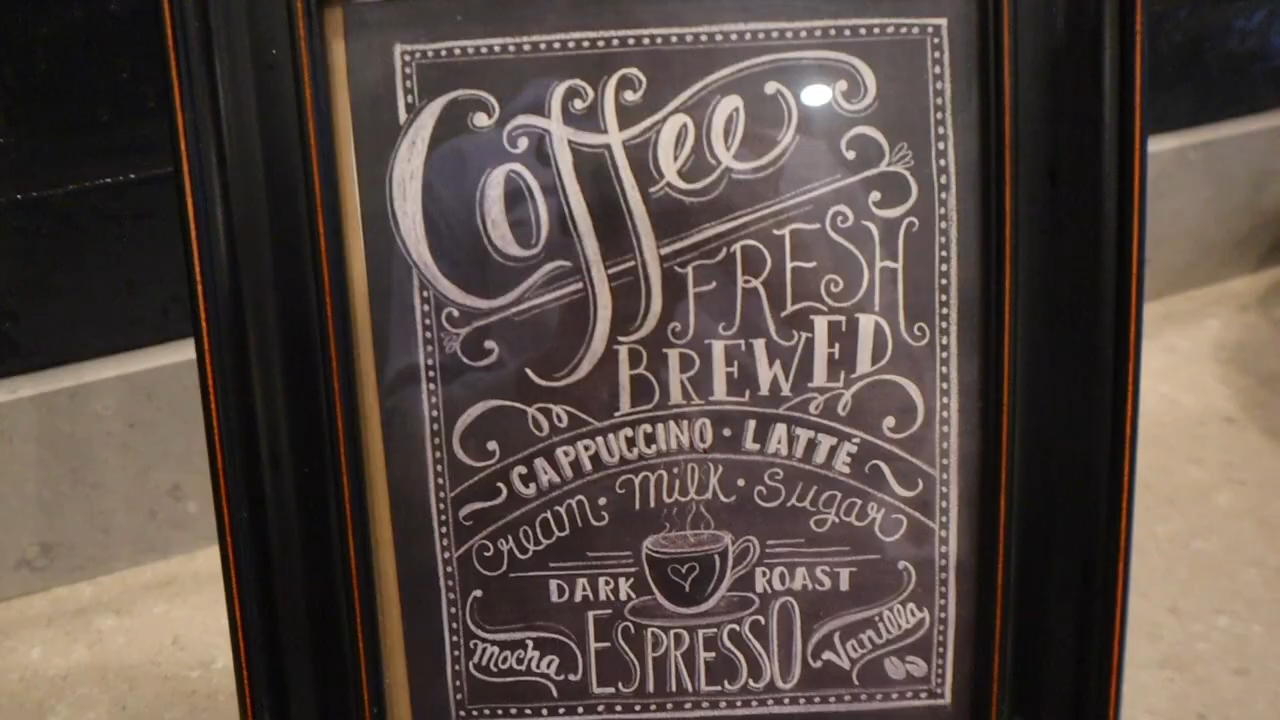 Coffee
FRESH
BREWED
CAPPUCCINO · LATTÉ
Cream · Milk · Sugar
DARK ROAST
ESPRESSO
Mocha
Vanilla